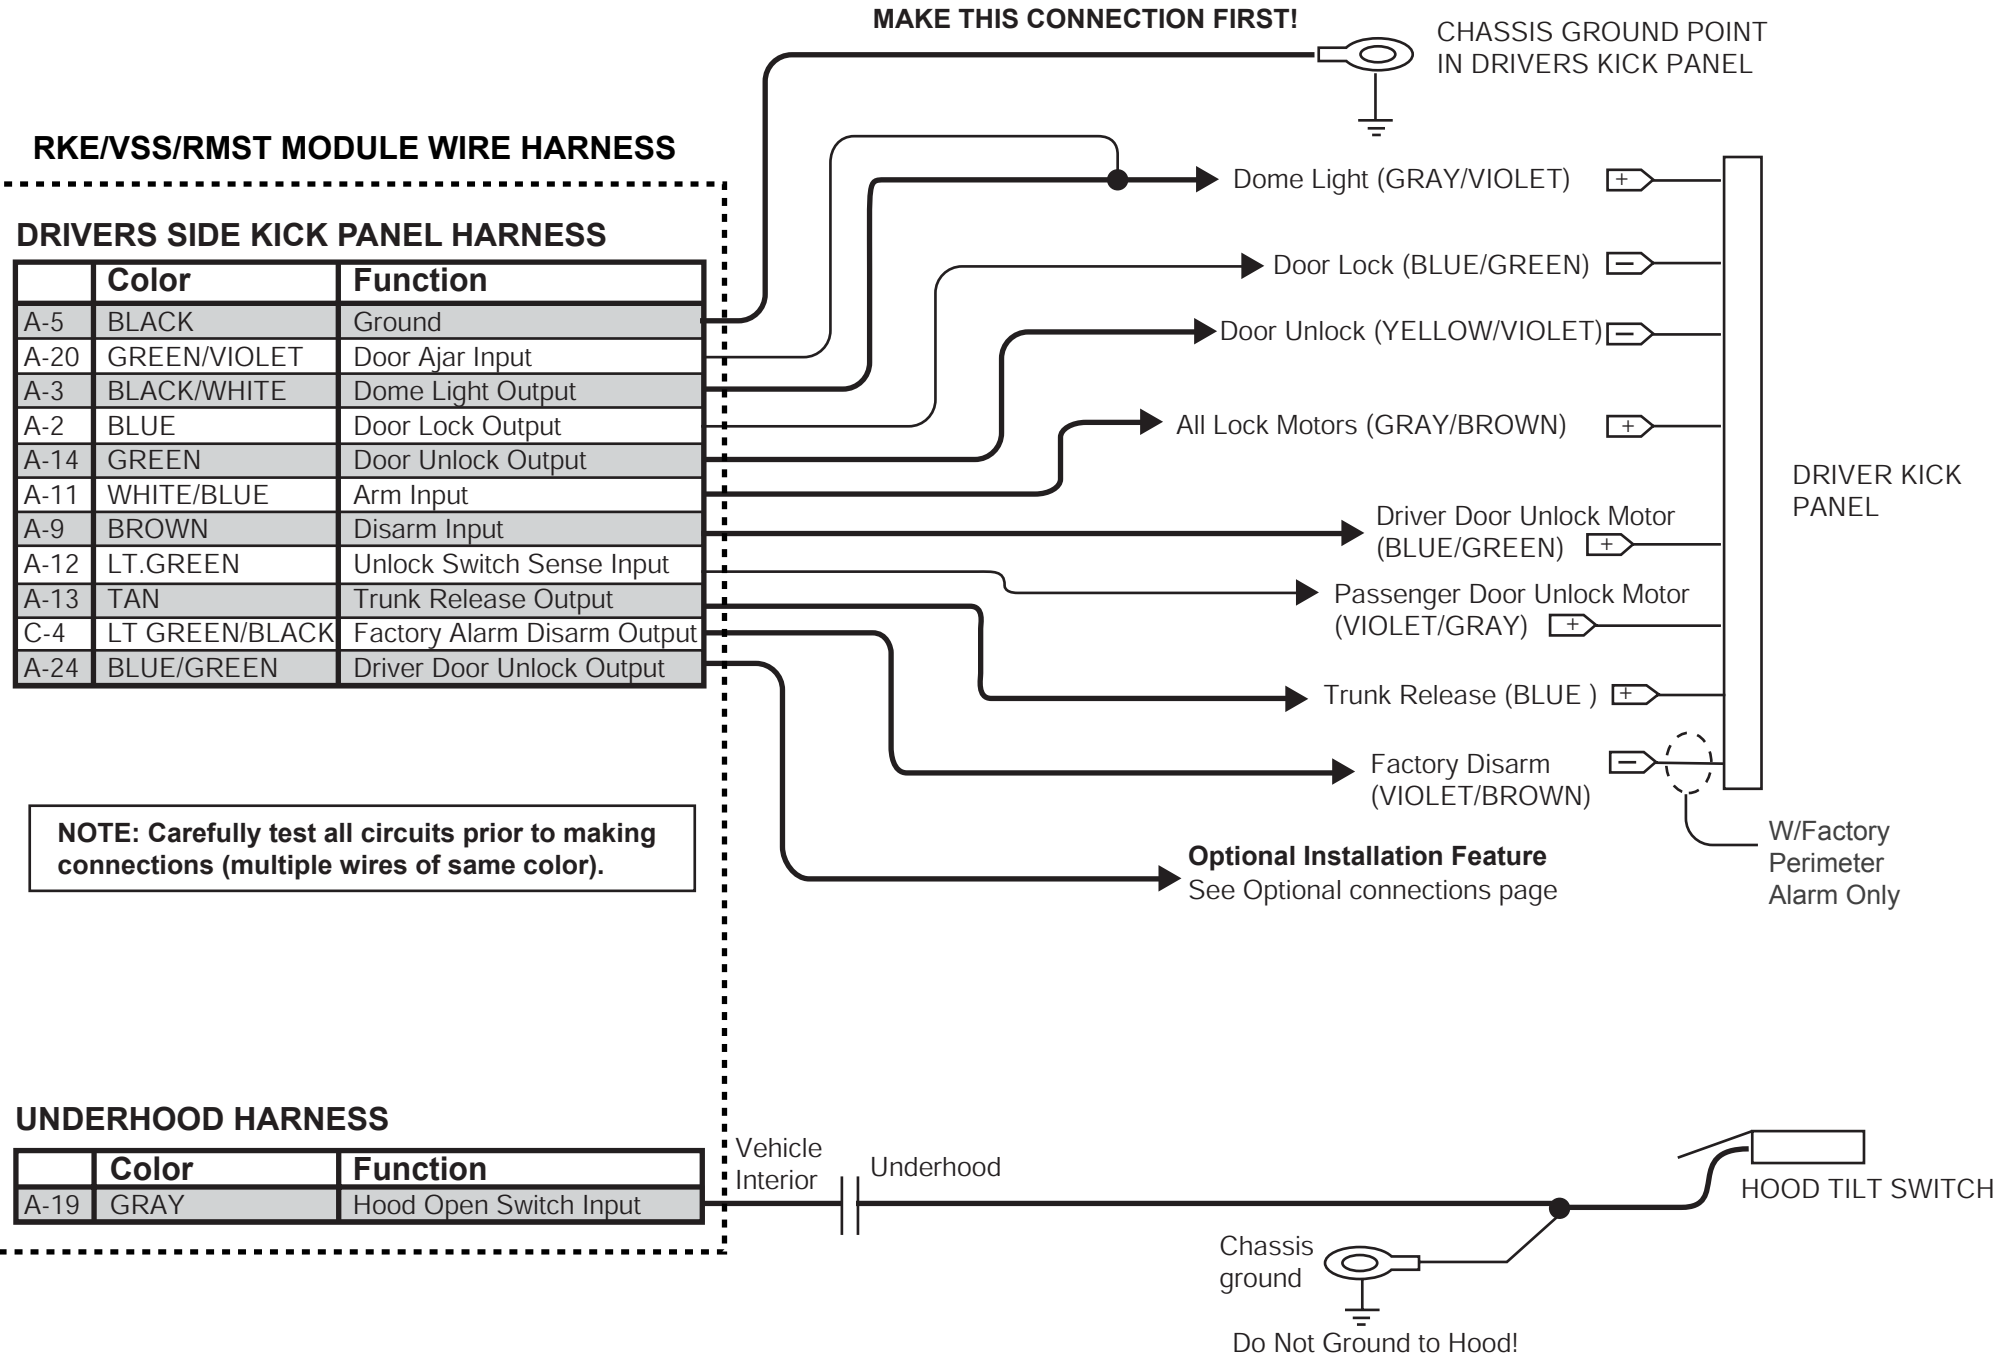 MAKE THIS CONNECTION FIRST!
CHASSIS GROUND POINT
IN DRIVERS KICK PANEL
RKE/VSS/RMST MODULE WIRE HARNESS
DRIVERS SIDE KICK PANEL HARNESS
Color Function
A-5 BLACK Ground
A-20 GREEN/VIOLET Door Ajar Input
A-3 BLACK/WHITE Dome Light Output
A-2 BLUE Door Lock Output
A-14 GREEN Door Unlock Output
A-11 WHITE/BLUE Arm Input
A-9 BROWN Disarm Input
A-12 LT.GREEN Unlock Switch Sense Input
A-13 TAN Trunk Release Output
C-4 LT GREEN/BLACK Factory Alarm Disarm Output
A-24 BLUE/GREEN Driver Door Unlock Output
Dome Light (GRAY/VIOLET) +
Door Lock (BLUE/GREEN) −
Door Unlock (YELLOW/VIOLET) −
All Lock Motors (GRAY/BROWN) +
Driver Door Unlock Motor
(BLUE/GREEN) +
Passenger Door Unlock Motor
(VIOLET/GRAY) +
Trunk Release (BLUE ) +
Factory Disarm −
(VIOLET/BROWN)
DRIVER KICK
PANEL
W/Factory
Perimeter
Alarm Only
Optional Installation Feature
See Optional connections page
NOTE: Carefully test all circuits prior to making
connections (multiple wires of same color).
UNDERHOOD HARNESS
Color Function
A-19 GRAY Hood Open Switch Input
Vehicle
Interior
Underhood
HOOD TILT SWITCH
Chassis
ground
Do Not Ground to Hood!